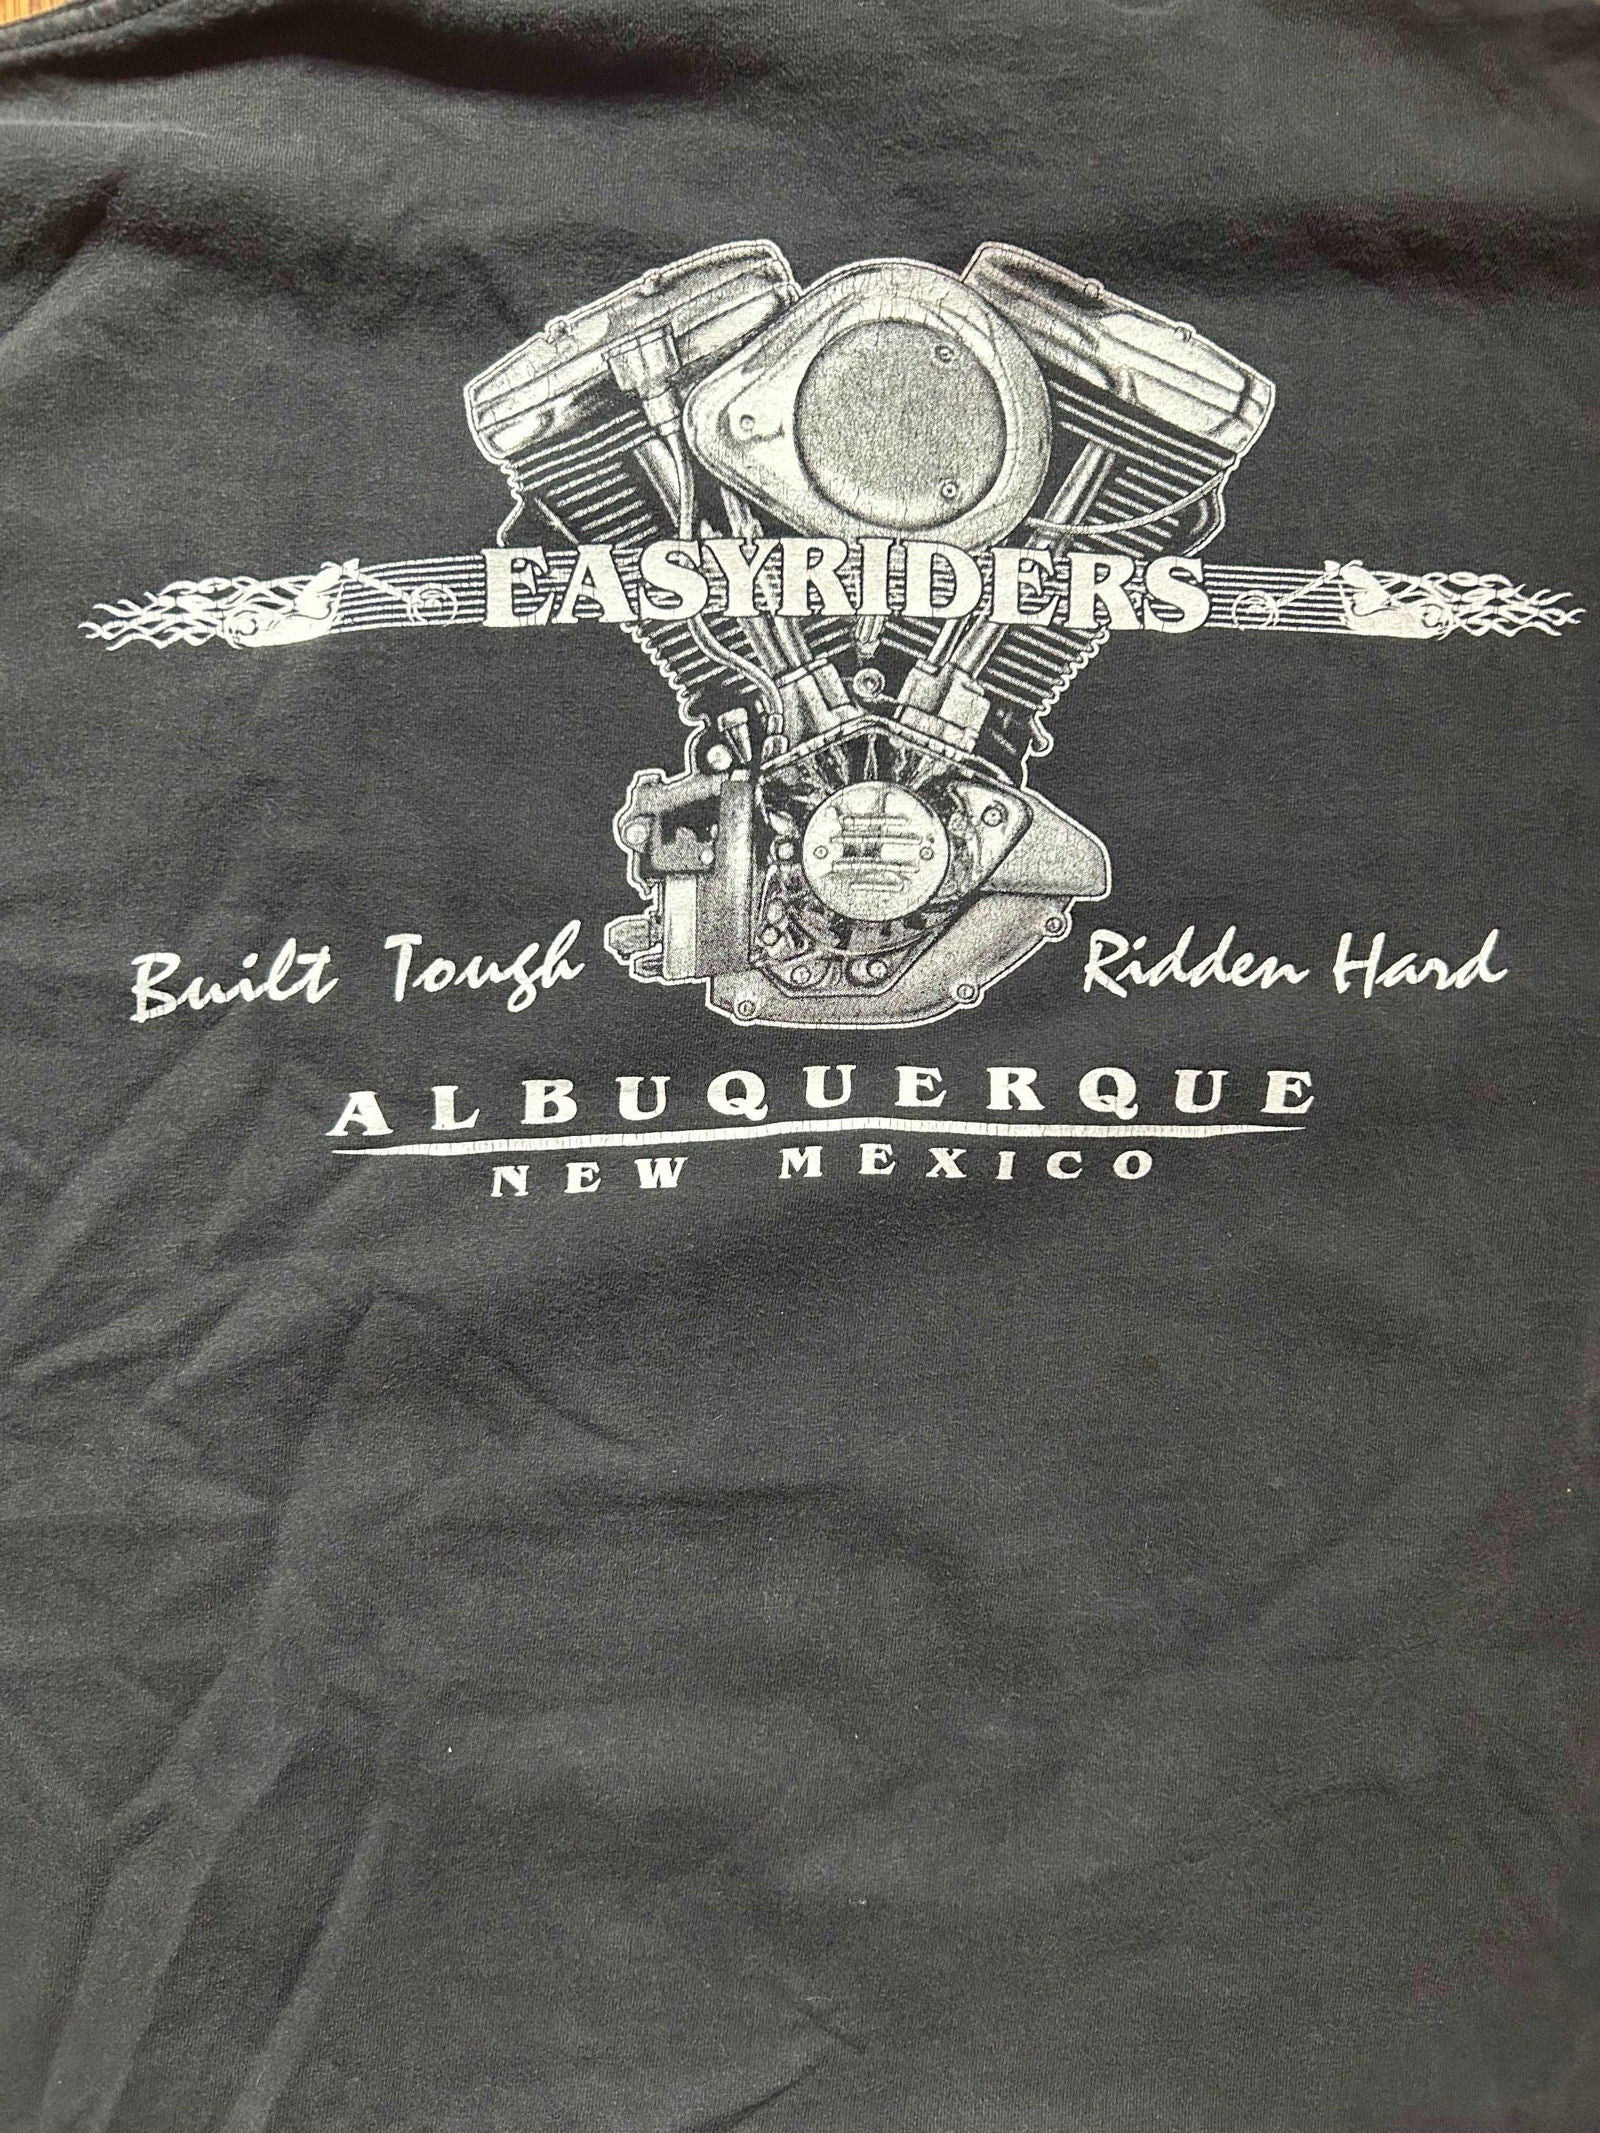 EASYRIDERS
Built Tough Ridden Hard
ALBUQUERQUE
NEW MEXICO